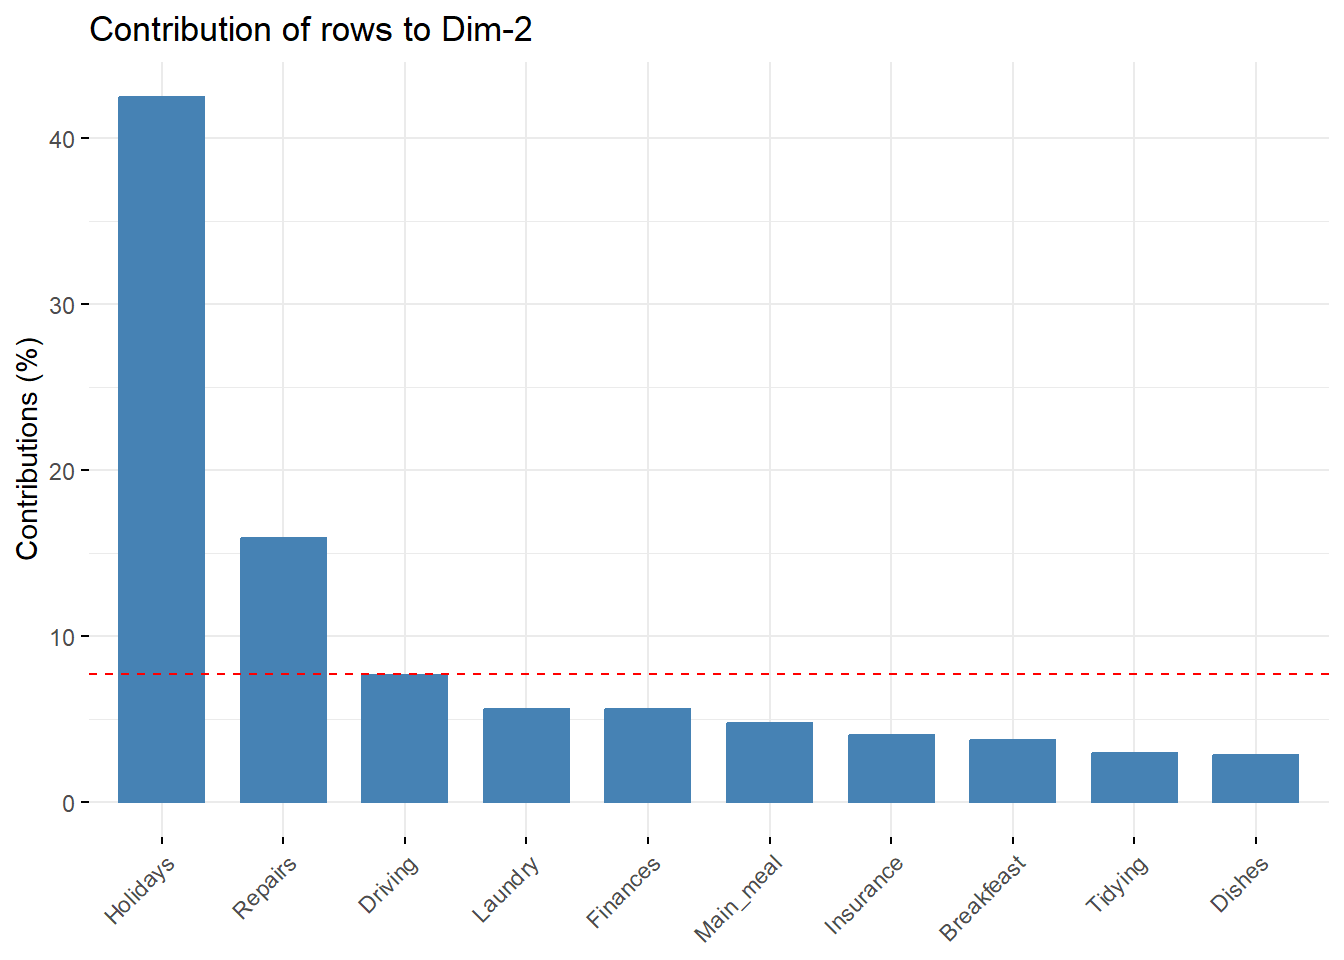 Contribution of rows to Dim-2
Contributions (%)
40
30
20
10
0
Holidays
Repairs
Driving
Laundry
Finances
Main_meal
Insurance
Breakfeast
Tidying
Dishes